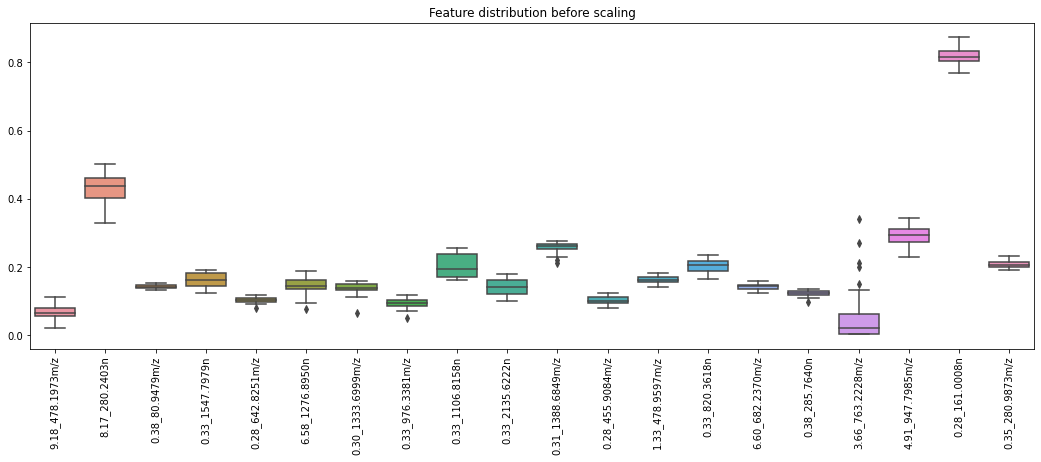 Feature distribution before scaling
0.8
0.6
0.4
0.2
0.0
9.18_478.1973m/z
8.17_280.2403n
0.38_80.9479m/z
0.33_1547.7979n
0.28_642.8251m/z
6.58_1276.8950n
0.30_1333.6999m/z
0.33_976.3381m/z
0.33_1106.8158n
0.33_2135.6222n
0.31_1388.6849m/z
0.28_455.9084m/z
1.33_478.9597m/z
0.33_820.3618n
6.60_682.2370m/z
0.38_285.7640n
3.66_763.2228m/z
4.91_947.7985m/z
0.28_161.0008n
0.35_280.9873m/z